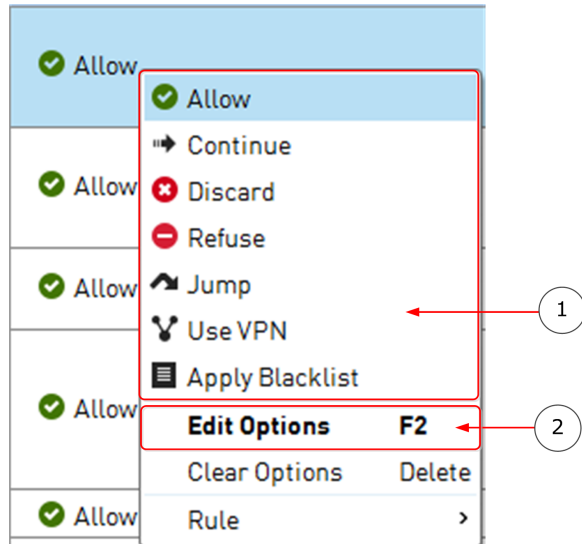 Allow
Allow
Continue
Allow
Discard
Refuse
Allow
Jump
1
Use VPN
Apply Blacklist
Allow
Edit Options F2
2
Clear Options Delete
Allow
Rule